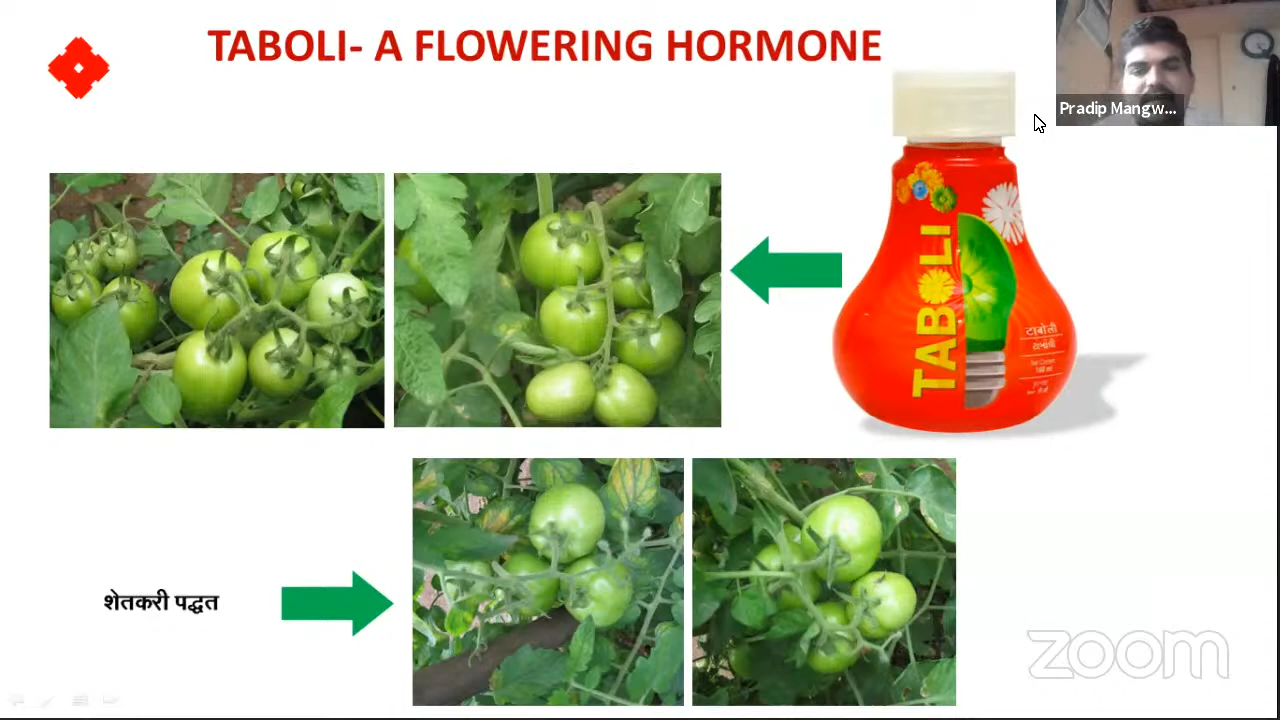 TABOLI- A FLOWERING HORMONE
Pradip Mangw...
TABOLI
टाबोली
शेतकरी पद्धत
zoom